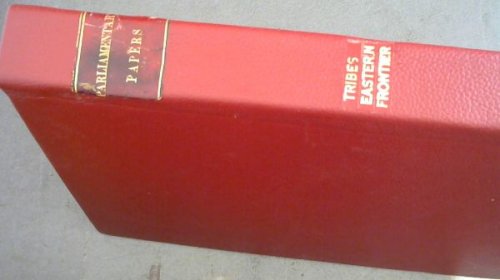 PARLIAMENTARY
PAPERS
TRIBES
EASTERN
FRONTIER